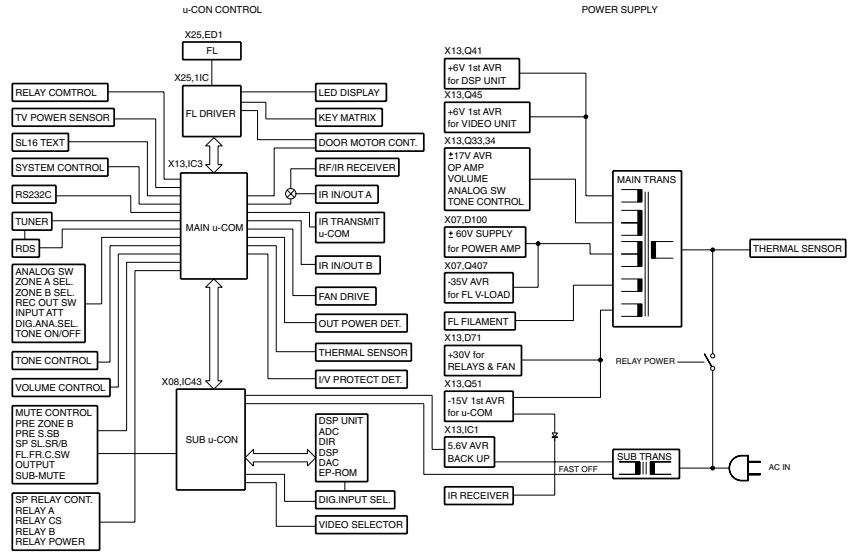 u-CON CONTROL
POWER SUPPLY
X25,ED1
FL
X25,1IC
FL DRIVER
RELAY COMTROL
TV POWER SENSOR
SL16 TEXT
SYSTEM CONTROL
RS232C
TUNER
RDS
ANALOG SW
ZONE A SEL.
ZONE B SEL.
REC OUT SW
INPUT ATT
DIG.ANA.SEL.
TONE ON/OFF
TONE CONTROL
VOLUME CONTROL
MUTE CONTROL
PRE ZONE B
PRE S.SB
SP SL.SR/B
FL.FR.C.SW
OUTPUT
SUB-MUTE
SP RELAY CONT.
RELAY A
RELAY CS
RELAY B
RELAY POWER
X13,IC3
MAIN u-COM
X08,IC43
SUB u-CON
LED DISPLAY
KEY MATRIX
DOOR MOTOR CONT.
RF/IR RECEIVER
IR IN/OUT A
IR TRANSMIT
u-COM
IR IN/OUT B
FAN DRIVE
OUT POWER DET.
THERMAL SENSOR
I/V PROTECT DET.
DSP UNIT
ADC
DIR
DSP
DAC
EP-ROM
DIG.INPUT SEL.
VIDEO SELECTOR
X13,Q41
+6V 1st AVR
for DSP UNIT
X13,Q45
+6V 1st AVR
for VIDEO UNIT
X13,Q33,34
±17V AVR
OP AMP
VOLUME
ANALOG SW
TONE CONTROL
X07,D100
± 60V SUPPLY
for POWER AMP
X07,Q407
-35V AVR
for FL V-LOAD
FL FILAMENT
X13,D71
+30V for
RELAYS & FAN
X13,Q51
-15V 1st AVR
for u-COM
X13,IC1
5.6V AVR
BACK UP
IR RECEIVER
MAIN TRANS
THERMAL SENSOR
RELAY POWER
SUB TRANS
FAST OFF
AC IN